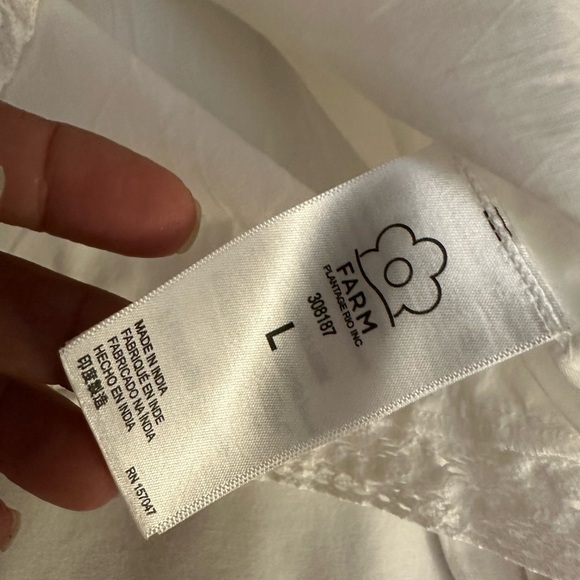 FARM
PLANTAGE RIO INC
308187
L
MADE IN INDIA
FABRIQUÉ EN INDE
FABRICADO NA ÍNDIA
HECHO EN INDIA
印度製造
RN 157047